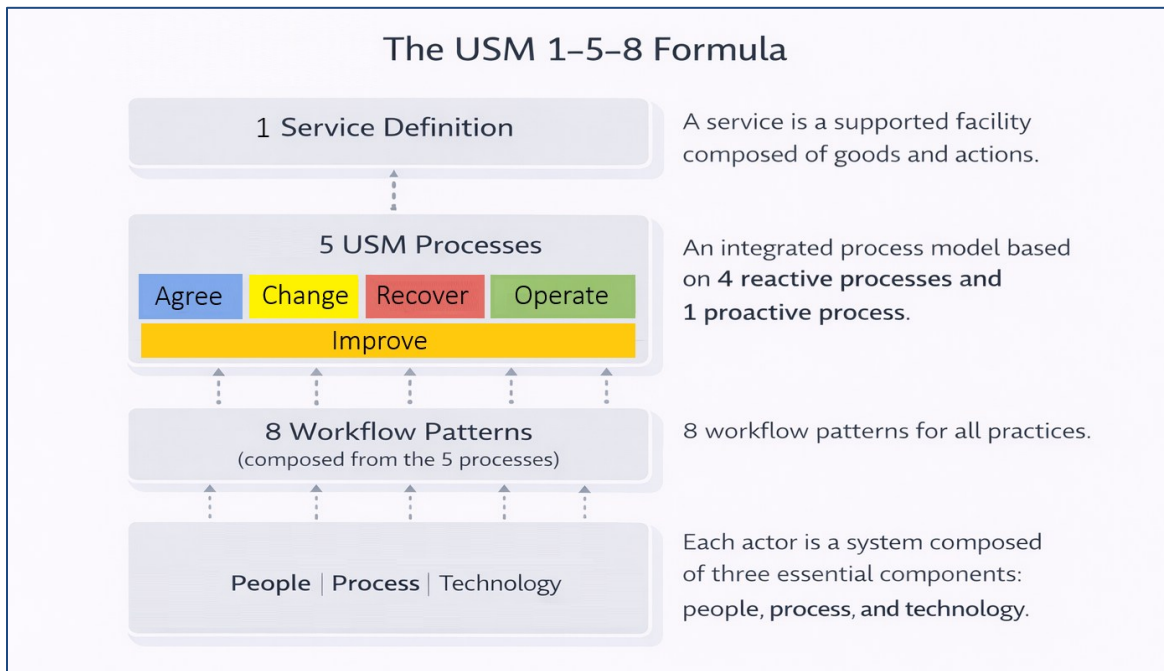 The USM 1–5–8 Formula
1 Service Definition
A service is a supported facility
composed of goods and actions.
5 USM Processes
Agree
Change
Recover
Operate
Improve
An integrated process model based
on 4 reactive processes and
1 proactive process.
8 Workflow Patterns
(composed from the 5 processes)
8 workflow patterns for all practices.
People | Process | Technology
Each actor is a system composed
of three essential components:
people, process, and technology.